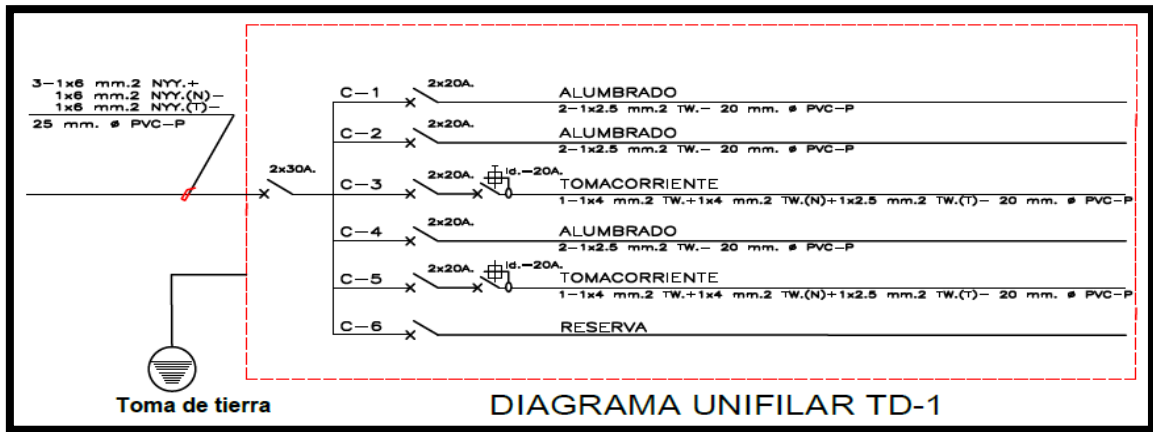 3-1x6 mm.2 NYY.+
1x6 mm.2 NYY.(N)-
1x6 mm.2 NYY.(T)-
25 mm. ø PVC-P
2x30A.
C-1 2x20A. ALUMBRADO
2-1x2.5 mm.2 TW.- 20 mm. ø PVC-P
C-2 2x20A. ALUMBRADO
2-1x2.5 mm.2 TW.- 20 mm. ø PVC-P
C-3 2x20A. Id.-20A. TOMACORRIENTE
1-1x4 mm.2 TW.+1x4 mm.2 TW.(N)+1x2.5 mm.2 TW.(T)- 20 mm. ø PVC-P
C-4 2x20A. ALUMBRADO
2-1x2.5 mm.2 TW.- 20 mm. ø PVC-P
C-5 2x20A. Id.-20A. TOMACORRIENTE
1-1x4 mm.2 TW.+1x4 mm.2 TW.(N)+1x2.5 mm.2 TW.(T)- 20 mm. ø PVC-P
C-6 RESERVA
Toma de tierra
DIAGRAMA UNIFILAR TD-1